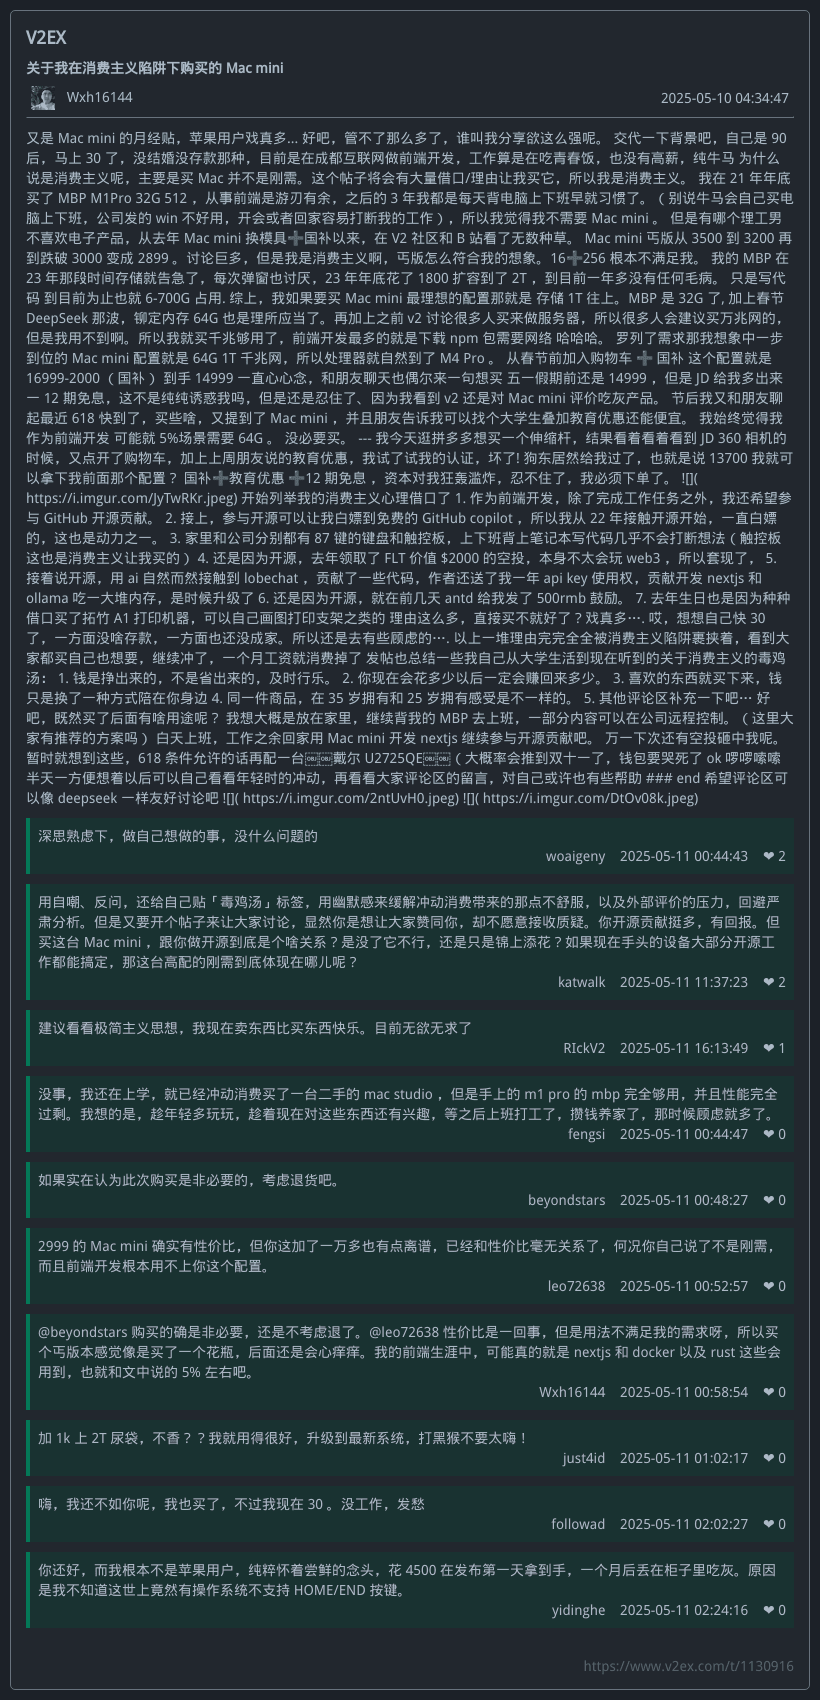 V2EX
关于我在消费主义陷阱下购买的 Mac mini
Wxh16144
2025-05-10 04:34:47
又是 Mac mini 的月经贴，苹果用户戏真多... 好吧，管不了那么多了，谁叫我分享欲这么强呢。 交代一下背景吧，自己是 90
后，马上 30 了，没结婚没存款那种，目前是在成都互联网做前端开发，工作算是在吃青春饭，也没有高薪，纯牛马 为什么
说是消费主义呢，主要是买 Mac 并不是刚需。这个帖子将会有大量借口/理由让我买它，所以我是消费主义。 我在 21 年年底
买了 MBP M1Pro 32G 512 ，从事前端是游刃有余，之后的 3 年我都是每天背电脑上下班早就习惯了。（ 别说牛马会自己买电
脑上下班，公司发的 win 不好用，开会或者回家容易打断我的工作 ），所以我觉得我不需要 Mac mini 。 但是有哪个理工男
不喜欢电子产品，从去年 Mac mini 换模具➕国补以来，在 V2 社区和 B 站看了无数种草。 Mac mini 丐版从 3500 到 3200 再
到跌破 3000 变成 2899 。讨论巨多，但是我是消费主义啊，丐版怎么符合我的想象。16➕256 根本不满足我。 我的 MBP 在
23 年那段时间存储就告急了，每次弹窗也讨厌，23 年年底花了 1800 扩容到了 2T ，到目前一年多没有任何毛病。 只是写代
码 到目前为止也就 6-700G 占用. 综上，我如果要买 Mac mini 最理想的配置那就是 存储 1T 往上。MBP 是 32G 了, 加上春节
DeepSeek 那波，铆定内存 64G 也是理所应当了。再加上之前 v2 讨论很多人买来做服务器，所以很多人会建议买万兆网的，
但是我用不到啊。所以我就买千兆够用了，前端开发最多的就是下载 npm 包需要网络 哈哈哈。 罗列了需求那我想象中一步
到位的 Mac mini 配置就是 64G 1T 千兆网，所以处理器就自然到了 M4 Pro 。 从春节前加入购物车 ➕ 国补 这个配置就是
16999-2000 （ 国补 ） 到手 14999 一直心心念，和朋友聊天也偶尔来一句想买 五一假期前还是 14999 ，但是 JD 给我多出来
一 12 期免息，这不是纯纯诱惑我吗，但是还是忍住了、因为我看到 v2 还是对 Mac mini 评价吃灰产品。 节后我又和朋友聊
起最近 618 快到了，买些啥，又提到了 Mac mini ，并且朋友告诉我可以找个大学生叠加教育优惠还能便宜。 我始终觉得我
作为前端开发 可能就 5%场景需要 64G 。 没必要买。 --- 我今天逛拼多多想买一个伸缩杆，结果看着看着看到 JD 360 相机的
时候，又点开了购物车，加上上周朋友说的教育优惠，我试了试我的认证，坏了! 狗东居然给我过了，也就是说 13700 我就可
以拿下我前面那个配置？ 国补➕教育优惠 ➕12 期免息 ，资本对我狂轰滥炸，忍不住了，我必须下单了。 ![](
https://i.imgur.com/JyTwRKr.jpeg) 开始列举我的消费主义心理借口了 1. 作为前端开发，除了完成工作任务之外，我还希望参
与 GitHub 开源贡献。 2. 接上，参与开源可以让我白嫖到免费的 GitHub copilot ，所以我从 22 年接触开源开始，一直白嫖
的，这也是动力之一。 3. 家里和公司分别都有 87 键的键盘和触控板，上下班背上笔记本写代码几乎不会打断想法（ 触控板
这也是消费主义让我买的 ） 4. 还是因为开源，去年领取了 FLT 价值 $2000 的空投，本身不太会玩 web3 ，所以套现了， 5.
接着说开源，用 ai 自然而然接触到 lobechat ，贡献了一些代码，作者还送了我一年 api key 使用权，贡献开发 nextjs 和
ollama 吃一大堆内存，是时候升级了 6. 还是因为开源，就在前几天 antd 给我发了 500rmb 鼓励。 7. 去年生日也是因为种种
借口买了拓竹 A1 打印机器，可以自己画图打印支架之类的 理由这么多，直接买不就好了？戏真多…. 哎，想想自己快 30
了，一方面没啥存款，一方面也还没成家。所以还是去有些顾虑的…. 以上一堆理由完完全全被消费主义陷阱裹挟着，看到大
家都买自己也想要，继续冲了，一个月工资就消费掉了 发帖也总结一些我自己从大学生活到现在听到的关于消费主义的毒鸡
汤： 1. 钱是挣出来的，不是省出来的，及时行乐。 2. 你现在会花多少以后一定会赚回来多少。 3. 喜欢的东西就买下来，钱
只是换了一种方式陪在你身边 4. 同一件商品，在 35 岁拥有和 25 岁拥有感受是不一样的。 5. 其他评论区补充一下吧… 好
吧，既然买了后面有啥用途呢？ 我想大概是放在家里，继续背我的 MBP 去上班，一部分内容可以在公司远程控制。（ 这里大
家有推荐的方案吗 ） 白天上班，工作之余回家用 Mac mini 开发 nextjs 继续参与开源贡献吧。 万一下次还有空投砸中我呢。
暂时就想到这些，618 条件允许的话再配一台￼￼戴尔 U2725QE￼￼（ 大概率会推到双十一了，钱包要哭死了 ok 啰啰嗦嗦
半天一方便想着以后可以自己看看年轻时的冲动，再看看大家评论区的留言，对自己或许也有些帮助 ### end 希望评论区可
以像 deepseek 一样友好讨论吧 ![]( https://i.imgur.com/2ntUvH0.jpeg) ![]( https://i.imgur.com/DtOv08k.jpeg)
深思熟虑下，做自己想做的事，没什么问题的
woaigeny 2025-05-11 00:44:43 ❤ 2
用自嘲、反问，还给自己贴「毒鸡汤」标签，用幽默感来缓解冲动消费带来的那点不舒服，以及外部评价的压力，回避严
肃分析。但是又要开个帖子来让大家讨论，显然你是想让大家赞同你，却不愿意接收质疑。你开源贡献挺多，有回报。但
买这台 Mac mini ，跟你做开源到底是个啥关系？是没了它不行，还是只是锦上添花？如果现在手头的设备大部分开源工
作都能搞定，那这台高配的刚需到底体现在哪儿呢？
katwalk 2025-05-11 11:37:23 ❤ 2
建议看看极简主义思想，我现在卖东西比买东西快乐。目前无欲无求了
RIckV2 2025-05-11 16:13:49 ❤ 1
没事，我还在上学，就已经冲动消费买了一台二手的 mac studio ，但是手上的 m1 pro 的 mbp 完全够用，并且性能完全
过剩。我想的是，趁年轻多玩玩，趁着现在对这些东西还有兴趣，等之后上班打工了，攒钱养家了，那时候顾虑就多了。
fengsi 2025-05-11 00:44:47 ❤ 0
如果实在认为此次购买是非必要的，考虑退货吧。
beyondstars 2025-05-11 00:48:27 ❤ 0
2999 的 Mac mini 确实有性价比，但你这加了一万多也有点离谱，已经和性价比毫无关系了，何况你自己说了不是刚需，
而且前端开发根本用不上你这个配置。
leo72638 2025-05-11 00:52:57 ❤ 0
@beyondstars 购买的确是非必要，还是不考虑退了。@leo72638 性价比是一回事，但是用法不满足我的需求呀，所以买
个丐版本感觉像是买了一个花瓶，后面还是会心痒痒。我的前端生涯中，可能真的就是 nextjs 和 docker 以及 rust 这些会
用到，也就和文中说的 5% 左右吧。
Wxh16144 2025-05-11 00:58:54 ❤ 0
加 1k 上 2T 尿袋，不香？？我就用得很好，升级到最新系统，打黑猴不要太嗨！
just4id 2025-05-11 01:02:17 ❤ 0
嗨，我还不如你呢，我也买了，不过我现在 30 。没工作，发愁
followad 2025-05-11 02:02:27 ❤ 0
你还好，而我根本不是苹果用户，纯粹怀着尝鲜的念头，花 4500 在发布第一天拿到手，一个月后丢在柜子里吃灰。原因
是我不知道这世上竟然有操作系统不支持 HOME/END 按键。
yidinghe 2025-05-11 02:24:16 ❤ 0
https://www.v2ex.com/t/1130916